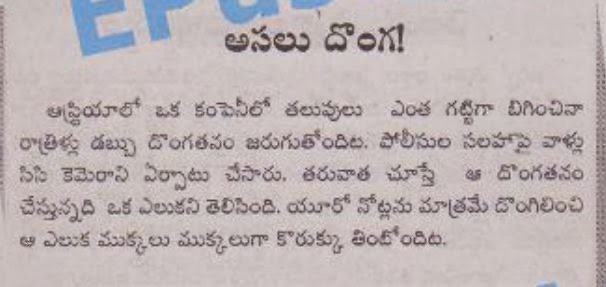 అసలు దొంగ!
ఆస్ట్రియాలో ఒక కంపెనీలో తలువులు ఎంత గట్టిగా బిగించినా
రాత్రిళ్లు డబ్బు దొంగతనం జరుగుతోందిట. పోలీసుల సలహాపై వాళ్లు
సిసి కెమెరాని ఏర్పాటు చేసారు. తరువాత చూస్తే ఆ దొంగతనం
చేస్తున్నది ఒక ఎలుకని తెలిసింది. యూరో నోట్లను మాత్రమే దొంగిలించి
ఆ ఎలుక ముక్కలు ముక్కలుగా కొరుక్కు తింటోందిట.